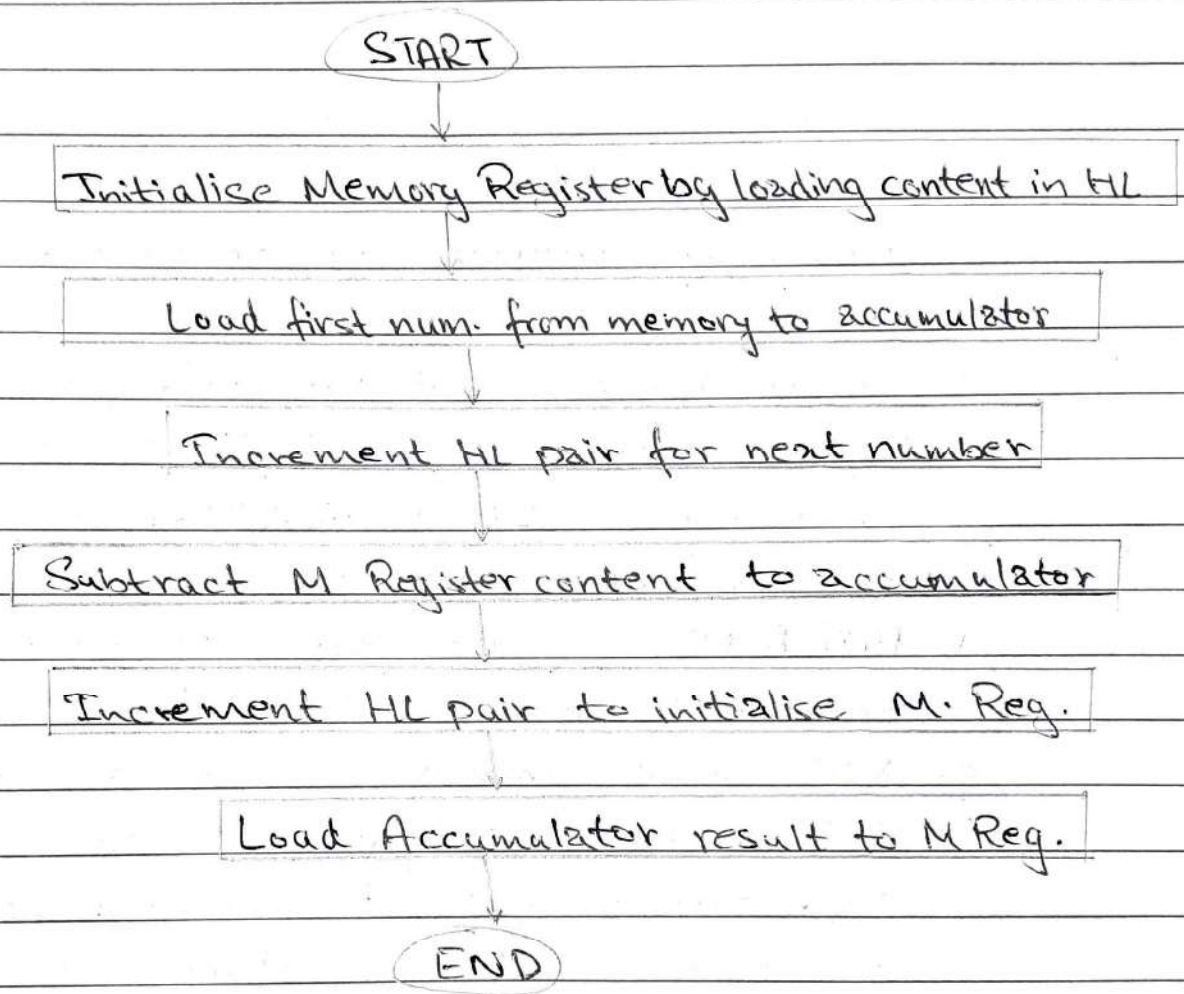 START
Initialise Memory Register by loading content in HL
Load first num. from memory to accumulator
Increment HL pair for next number
Subtract M Register content to accumulator
Increment HL pair to initialise M. Reg.
Load Accumulator result to M Reg.
END